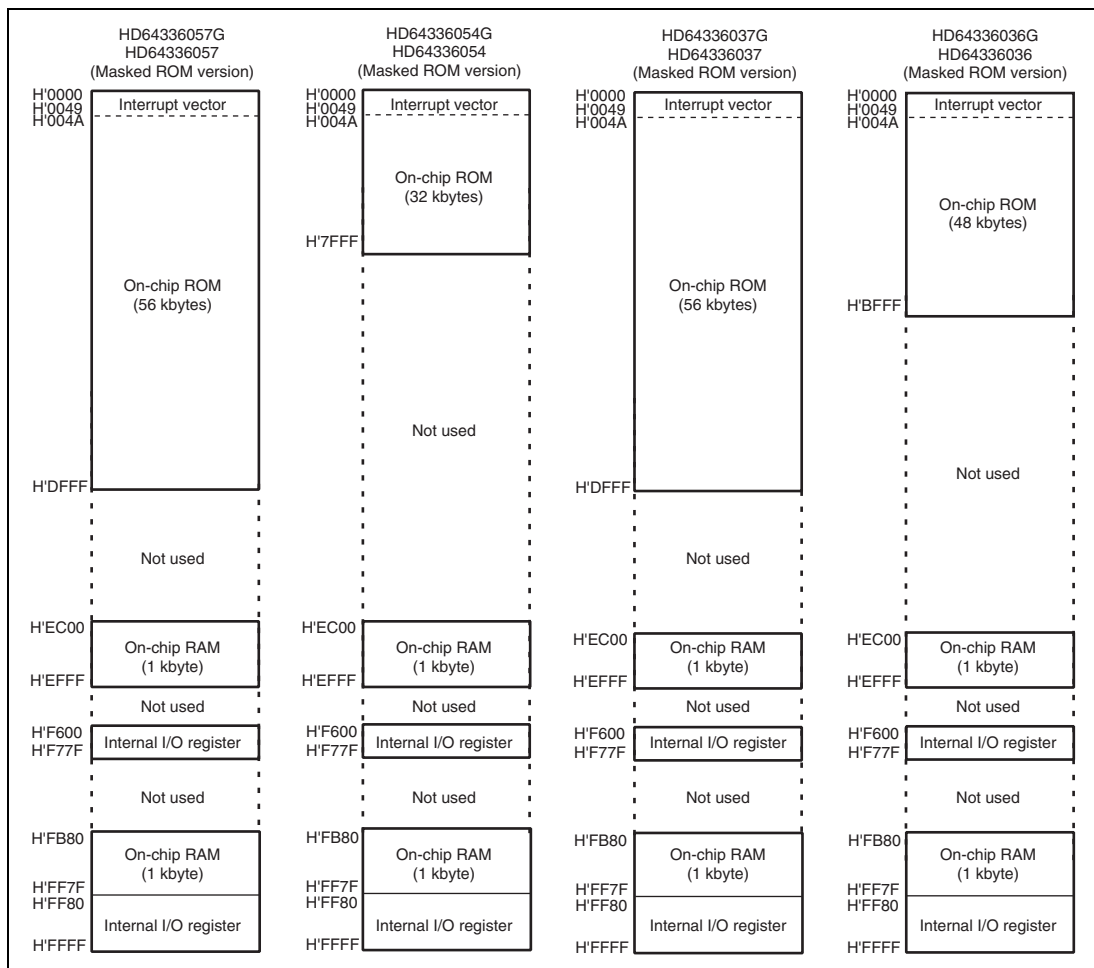 HD64336057G
HD64336057
(Masked ROM version)
H'0000
H'0049
H'004A
Interrupt vector
On-chip ROM
(56 kbytes)
H'DFFF
Not used
H'EC00
On-chip RAM
(1 kbyte)
H'EFFF
Not used
H'F600
H'F77F
Internal I/O register
Not used
H'FB80
On-chip RAM
(1 kbyte)
H'FF7F
H'FF80
Internal I/O register
H'FFFF
HD64336054G
HD64336054
(Masked ROM version)
H'0000
H'0049
H'004A
Interrupt vector
On-chip ROM
(32 kbytes)
H'7FFF
Not used
H'EC00
On-chip RAM
(1 kbyte)
H'EFFF
Not used
H'F600
H'F77F
Internal I/O register
Not used
H'FB80
On-chip RAM
(1 kbyte)
H'FF7F
H'FF80
Internal I/O register
H'FFFF
HD64336037G
HD64336037
(Masked ROM version)
H'0000
H'0049
H'004A
Interrupt vector
On-chip ROM
(56 kbytes)
H'DFFF
Not used
H'EC00
On-chip RAM
(1 kbyte)
H'EFFF
Not used
H'F600
H'F77F
Internal I/O register
Not used
H'FB80
On-chip RAM
(1 kbyte)
H'FF7F
H'FF80
Internal I/O register
H'FFFF
HD64336036G
HD64336036
(Masked ROM version)
H'0000
H'0049
H'004A
Interrupt vector
On-chip ROM
(48 kbytes)
H'BFFF
Not used
H'EC00
On-chip RAM
(1 kbyte)
H'EFFF
Not used
H'F600
H'F77F
Internal I/O register
Not used
H'FB80
On-chip RAM
(1 kbyte)
H'FF7F
H'FF80
Internal I/O register
H'FFFF